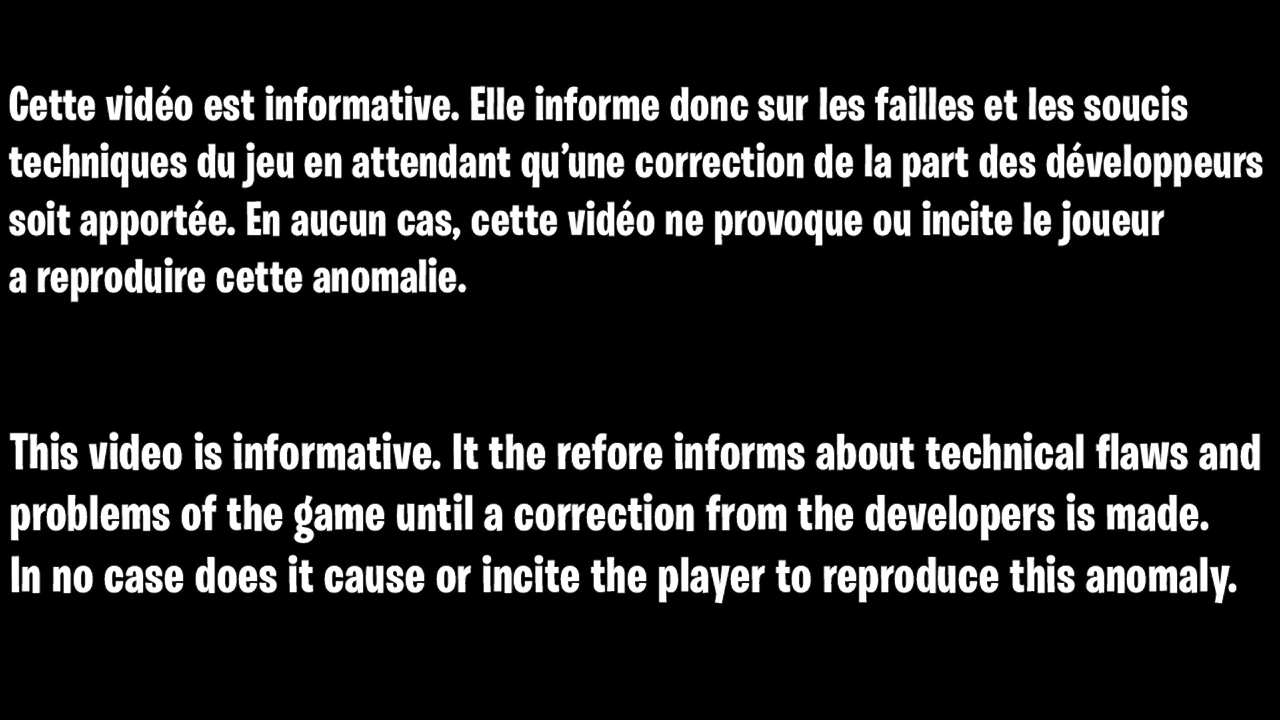 Cette vidéo est informative. Elle informe donc sur les failles et les soucis
techniques du jeu en attendant qu’une correction de la part des développeurs
soit apportée. En aucun cas, cette vidéo ne provoque ou incite le joueur
a reproduire cette anomalie.
This video is informative. It the refore informs about technical flaws and
problems of the game until a correction from the developers is made.
In no case does it cause or incite the player to reproduce this anomaly.